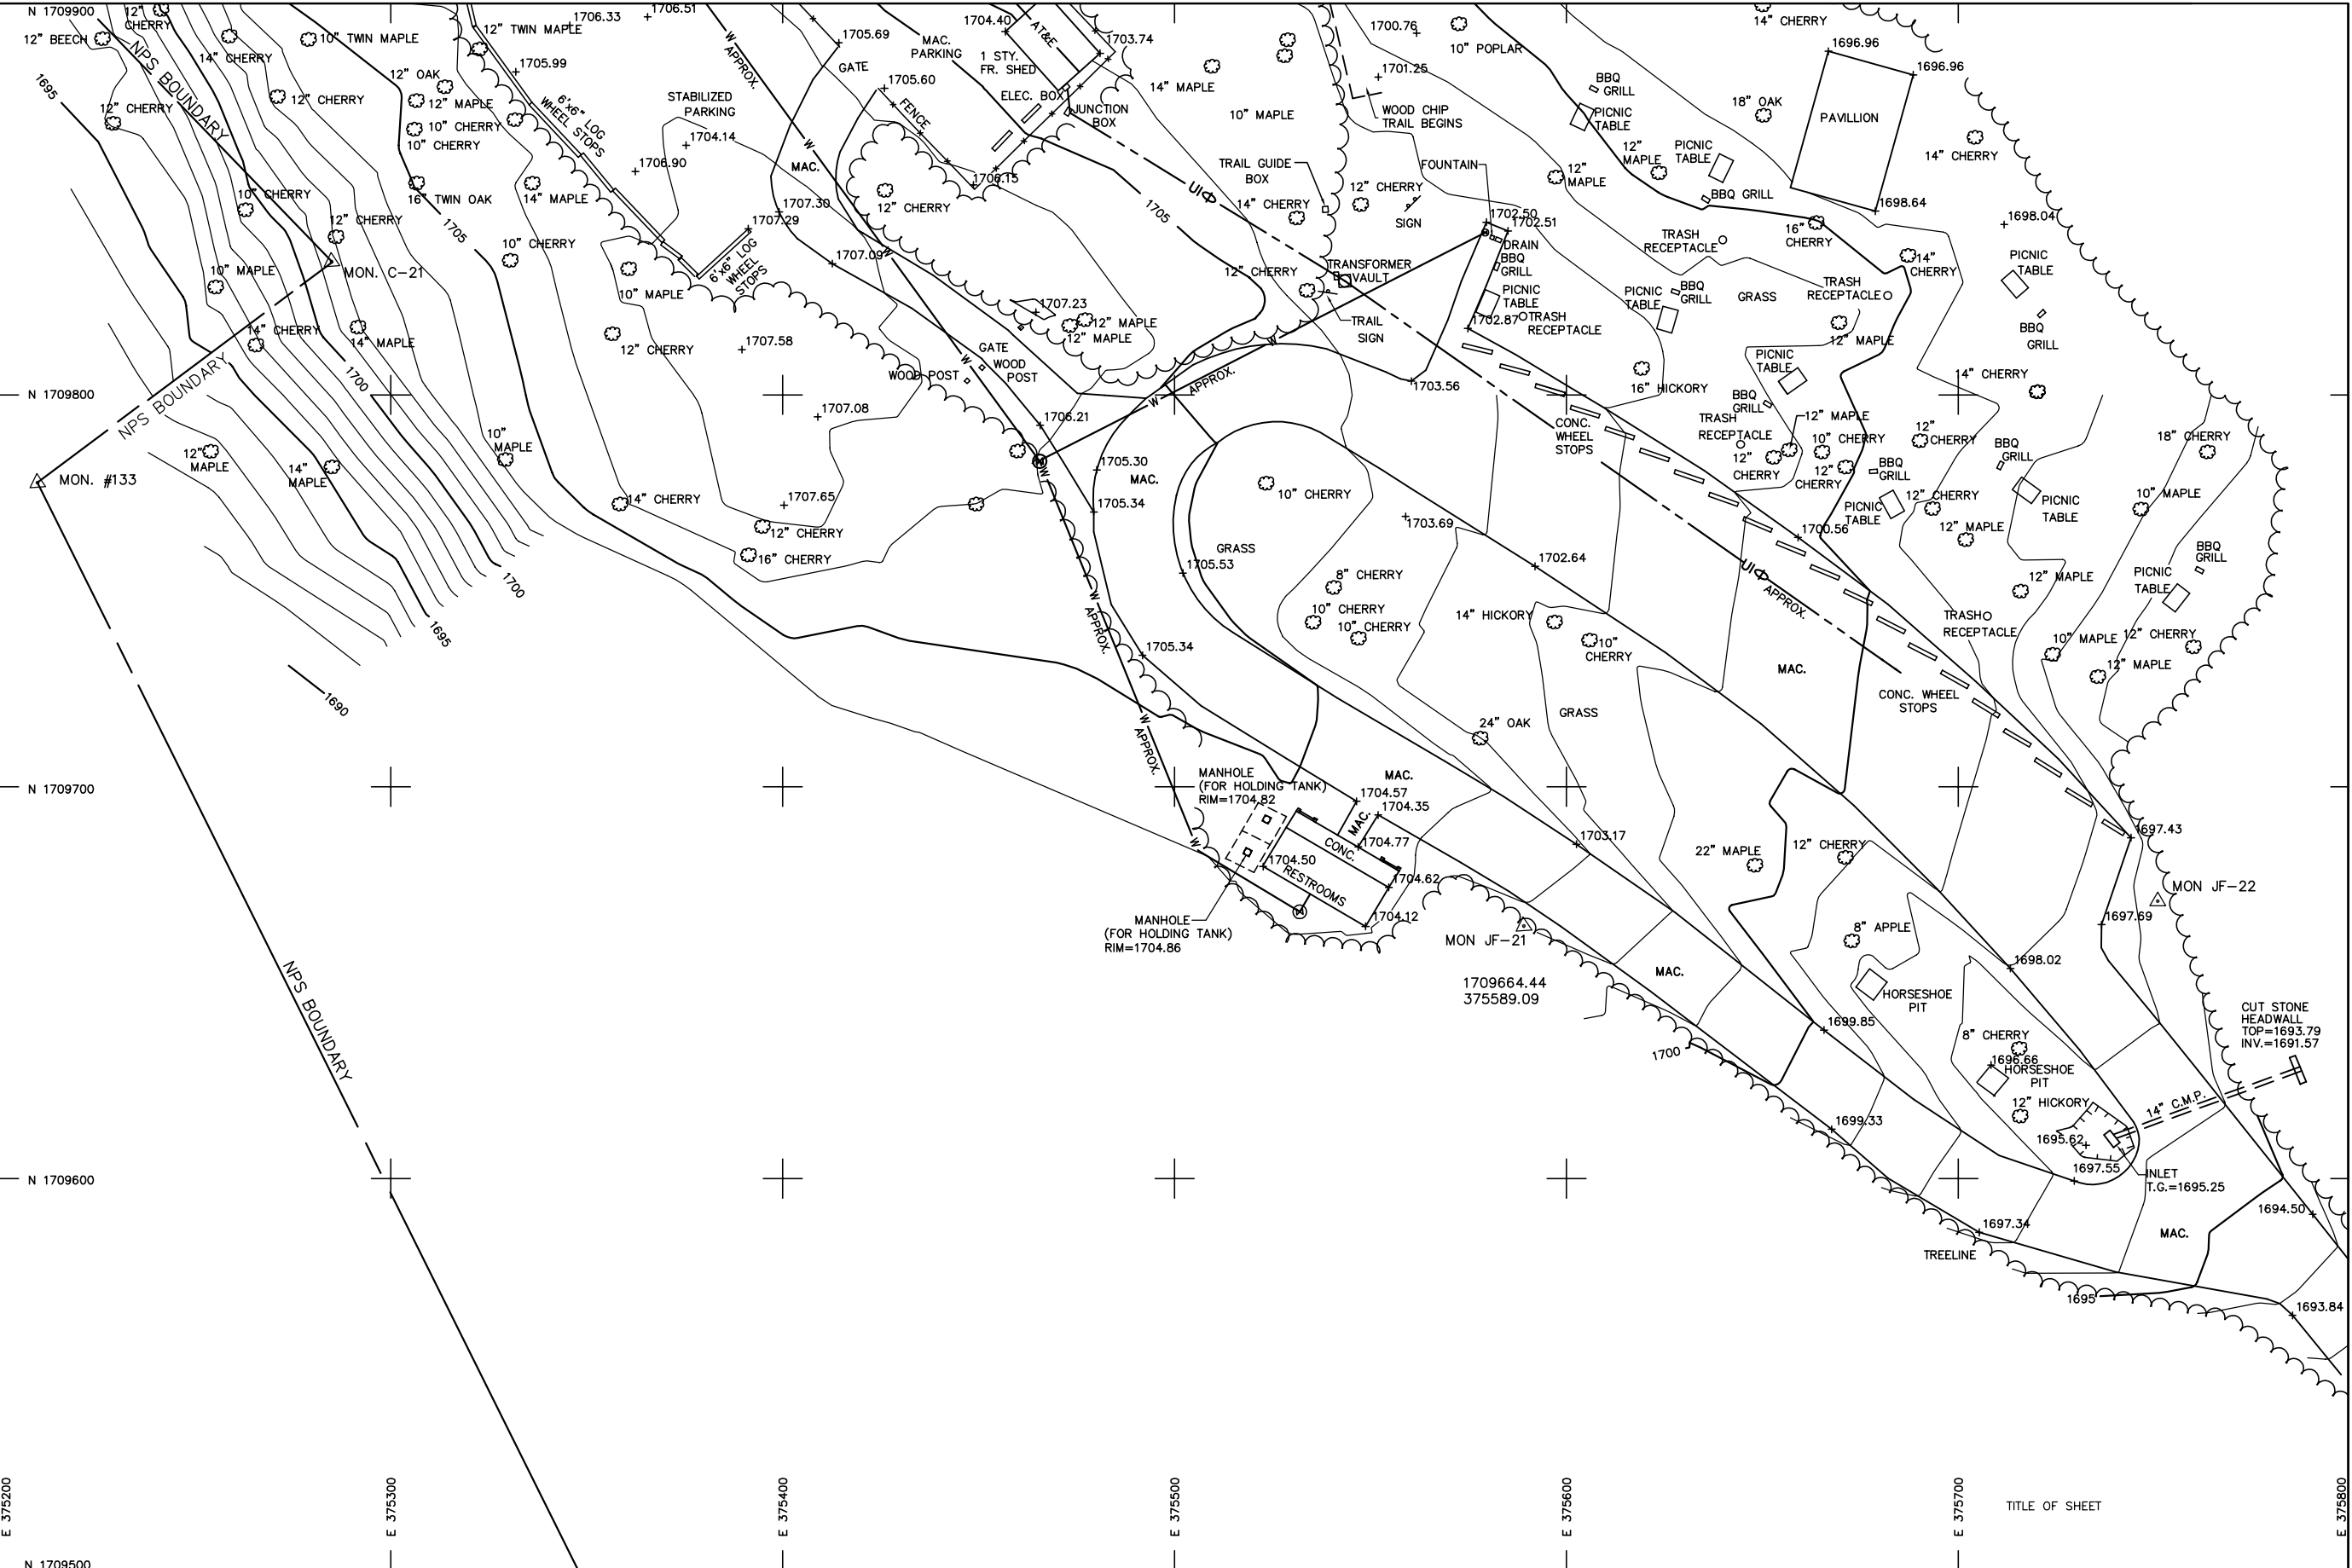 N 1709900
12" CHERRY
12" BEECH
NPS BOUNDARY
14" CHERRY
10" TWIN MAPLE
12" TWIN MAPLE
1706.33
1706.51
1705.99
12" OAK
12" MAPLE
10" CHERRY
10" CHERRY
12" CHERRY
12" CHERRY
1695
6'x6' LOG
WHEEL STOPS
STABILIZED
PARKING
1704.14
1706.90
W APPROX.
W
MAC.
1705.69
GATE
1705.60
FENCE
MAC.
PARKING
1 STY.
FR. SHED
1704.40
AT&E
1703.74
ELEC. BOX
JUNCTION
BOX
1706.15
12" CHERRY
14" MAPLE
10" MAPLE
1700.76
1701.25
10" POPLAR
WOOD CHIP
TRAIL BEGINS
BBQ
GRILL
PICNIC
TABLE
14" CHERRY
18" OAK
1696.96
1696.96
PAVILLION
1698.64
14" CHERRY
1698.04
12"
MAPLE
PICNIC
TABLE
BBQ GRILL
12"
MAPLE
TRAIL GUIDE
BOX
12" CHERRY
14" CHERRY
SIGN
FOUNTAIN
1702.50
1702.51
DRAIN
BBQ
GRILL
PICNIC
TABLE
TRASH
RECEPTACLE
1702.87
TRASH
RECEPTACLE
16"
CHERRY
14"
CHERRY
PICNIC
TABLE
BBQ
GRILL
10" CHERRY
12" CHERRY
16" TWIN OAK
14" MAPLE
1705
10" CHERRY
10" MAPLE
MON. C-21
14" CHERRY
14" MAPLE
1700
NPS BOUNDARY
10" MAPLE
12" CHERRY
1707.30
1707.29
6'x6' LOG
WHEEL
STOPS
1707.09
W
1707.58
1707.23
12" MAPLE
12" MAPLE
GATE
WOOD
POST
WOOD POST
W
1705
12" CHERRY
TRANSFORMER
VAULT
TRAIL
SIGN
W
W APPROX.
1703.56
PICNIC
TABLE
BBQ
GRILL
GRASS
TRASH
RECEPTACLE
12" MAPLE
PICNIC
TABLE
16" HICKORY
BBQ
GRILL
TRASH
RECEPTACLE
12" MAPLE
10" CHERRY
12"
CHERRY
12"
CHERRY
12"
CHERRY
14" CHERRY
BBQ
GRILL
BBQ
GRILL
18" CHERRY
N 1709800
MON. #133
12"
MAPLE
14"
MAPLE
10"
MAPLE
14" CHERRY
12" CHERRY
16" CHERRY
1707.08
1707.65
1705.21
1705.30
MAC.
1705.34
W
10" CHERRY
GRASS
1705.53
1703.69
1702.64
CONC.
WHEEL
STOPS
1700.56
PICNIC
TABLE
12" CHERRY
12" MAPLE
PICNIC
TABLE
10" MAPLE
BBQ
GRILL
PICNIC
TABLE
12" MAPLE
TRASH
RECEPTACLE
10" MAPLE
12" CHERRY
12" MAPLE
APPROX.
8" CHERRY
10" CHERRY
10" CHERRY
14" HICKORY
10"
CHERRY
MAC.
CONC. WHEEL
STOPS
GRASS
24" OAK
1700
1695
1690
W APPROX.
1705.34
W APPROX.
N 1709700
MANHOLE
(FOR HOLDING TANK)
RIM=1704.82
MAC.
1704.57
1704.35
MAC.
1704.77
CONC.
1704.50
RESTROOMS
1704.62
1704.12
W
MANHOLE
(FOR HOLDING TANK)
RIM=1704.86
MON JF-21
1709664.44
375589.09
1703.17
22" MAPLE
12" CHERRY
1697.43
MON JF-22
8" APPLE
1697.69
MAC.
1698.02
HORSESHOE
PIT
NPS BOUNDARY
1700
1699.85
8" CHERRY
1696.66
HORSESHOE
PIT
12" HICKORY
CUT STONE
HEADWALL
TOP=1693.79
INV.=1691.57
14" C.M.P.
1695.62
1699.33
1697.55
INLET
T.G.=1695.25
N 1709600
1697.34
TREELINE
MAC.
1694.50
1695
1693.84
TITLE OF SHEET
E 375200
E 375300
E 375400
E 375500
E 375600
E 375700
E 375800
N 1709500